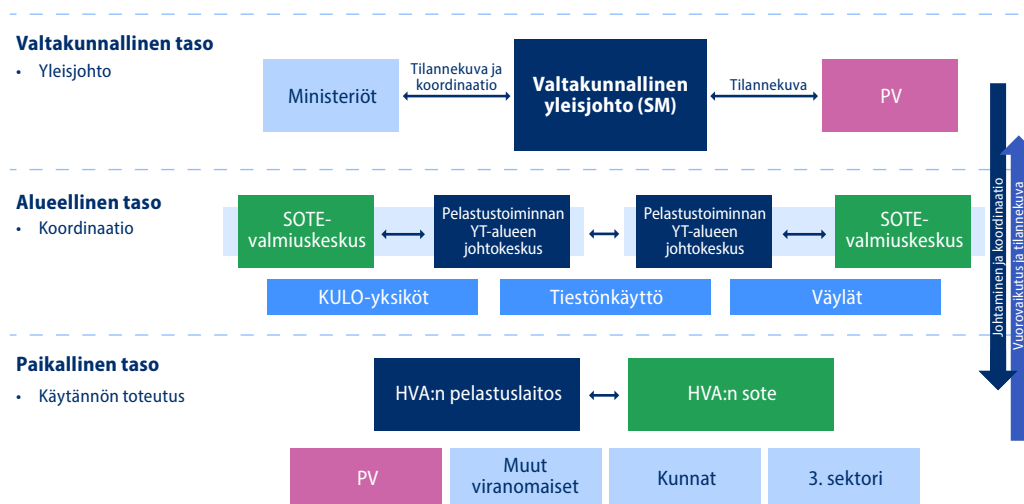 Valtakunnallinen taso
• Yleisjohto
Ministeriöt
Tilannekuva ja
koordinaatio
Valtakunnallinen
yleisjohto (SM)
Tilannekuva
PV
Alueellinen taso
• Koordinaatio
SOTE-
valmiuskeskus
Pelastustoiminnan
YT-alueen
johtokeskus
Pelastustoiminnan
YT-alueen
johtokeskus
SOTE-
valmiuskeskus
KULO-yksiköt
Tiestönkäyttö
Väylät
Paikallinen taso
• Käytännön toteutus
HVA:n pelastuslaitos
HVA:n sote
PV
Muut
viranomaiset
Kunnat
3. sektori
Johtaminen ja koordinaatio
Vuorovaikutus ja tilannekuva